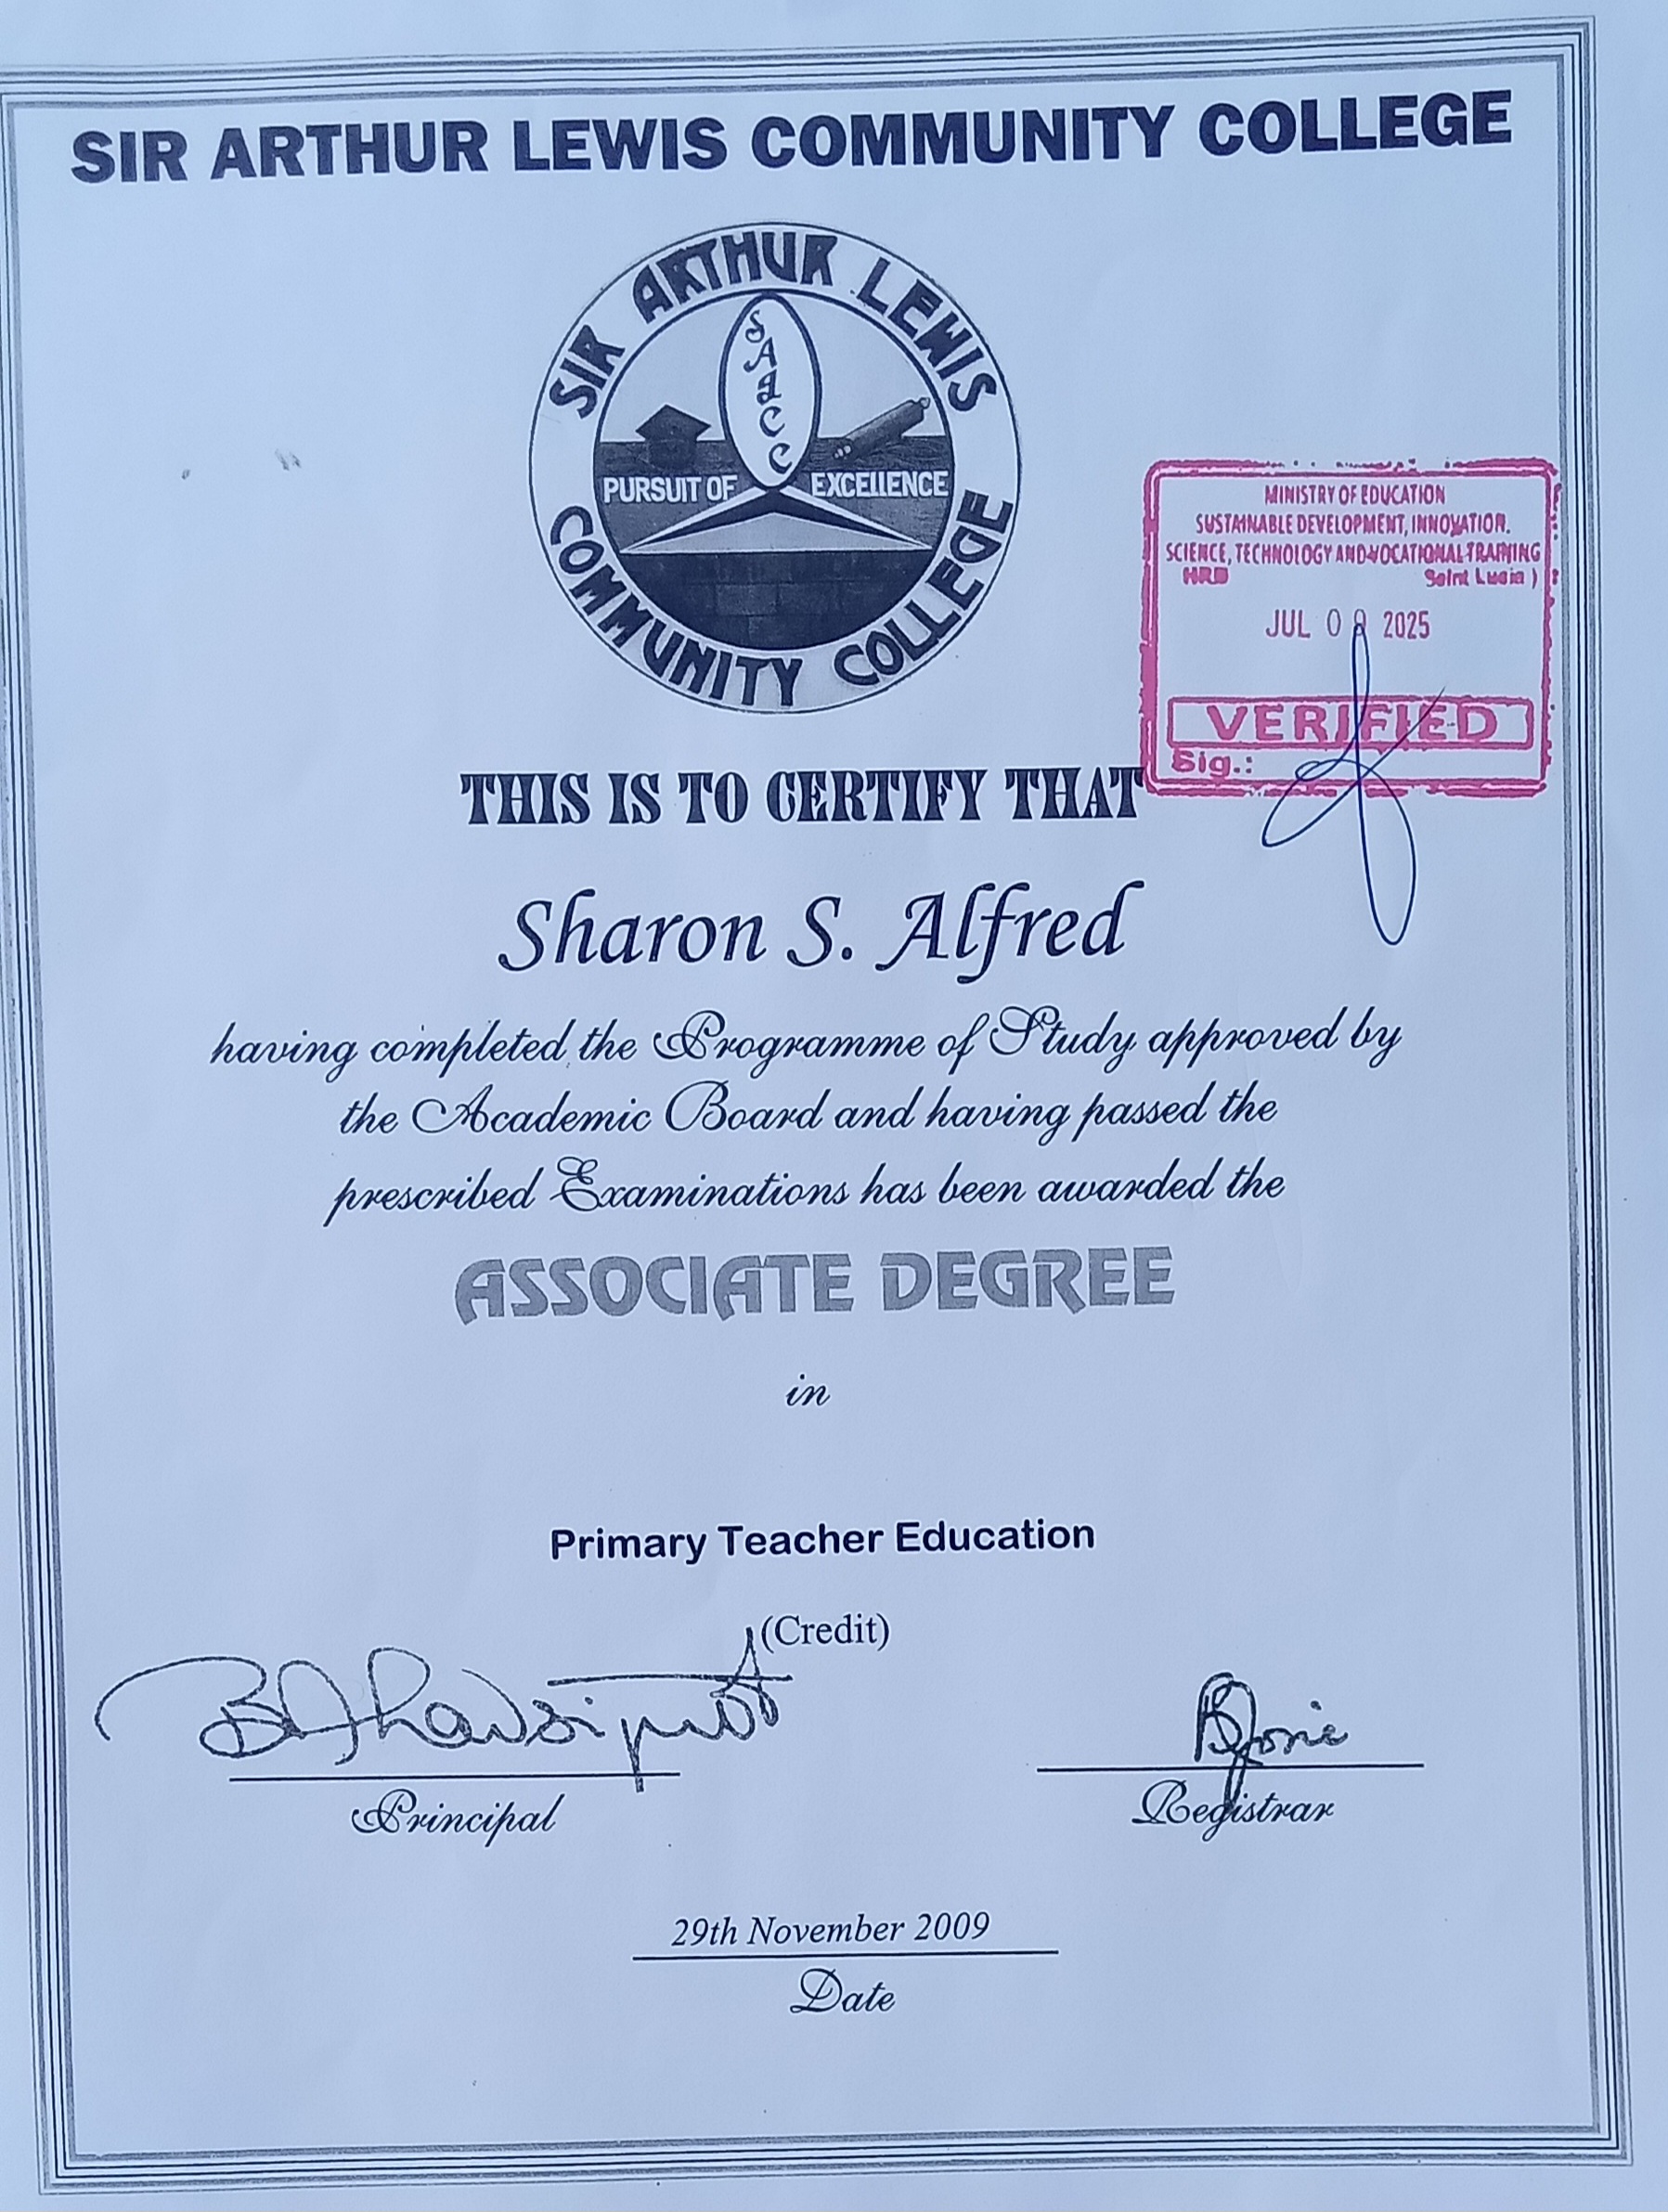 SIR ARTHUR LEWIS COMMUNITY COLLEGE
SIR ARTHUR LEWIS
SALCC
PURSUIT OF EXCELLENCE
COMMUNITY COLLEGE
MINISTRY OF EDUCATION
SUSTAINABLE DEVELOPMENT, INNOVATION.
SCIENCE, TECHNOLOGY AND VOCATIONAL TRAINING
HRD Saint Lucia)
JUL 2025
VERIFIED
Sig.:
THIS IS TO CERTIFY THAT
Sharon S. Alfred
having completed the Programme of Study approved by
the Academic Board and having passed the
prescribed Examinations has been awarded the
ASSOCIATE DEGREE
in
Primary Teacher Education
(Credit)
Principal
Registrar
29th November 2009
Date